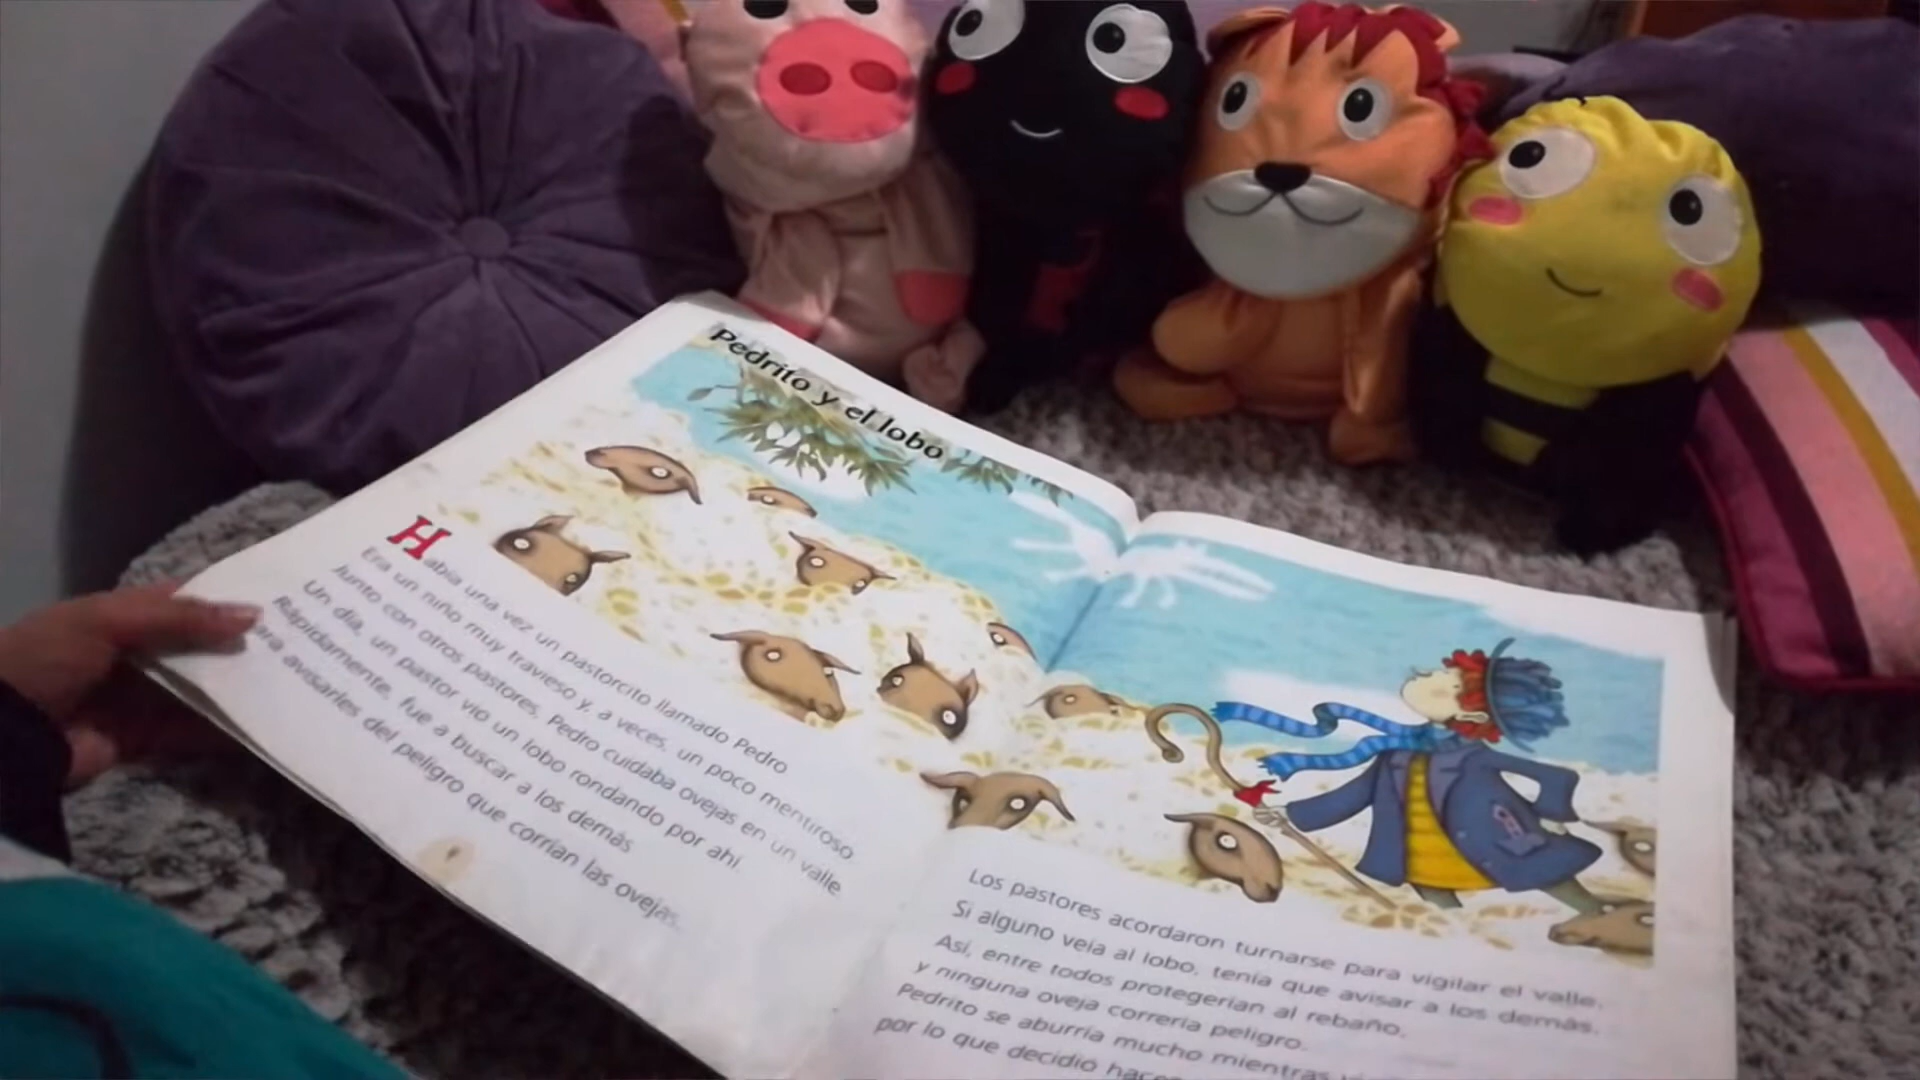 Pedrito y el lobo
Había una vez un pastorcito llamado Pedro
Era un niño muy travieso y, a veces, un poco mentiroso
Junto con otros pastores, Pedro cuidaba ovejas en un valle
Un día, un pastor vio un lobo rondando por ahí.
Rápidamente, fue a buscar a los demás
para avisarles del peligro que corrían las ovejas.
Los pastores acordaron turnarse para vigilar el valle.
Si alguno veía al lobo, tenía que avisar a los demás.
Así, entre todos protegerían al rebaño,
y ninguna oveja correría peligro.
Pedrito se aburría mucho mientras
por lo que decidió